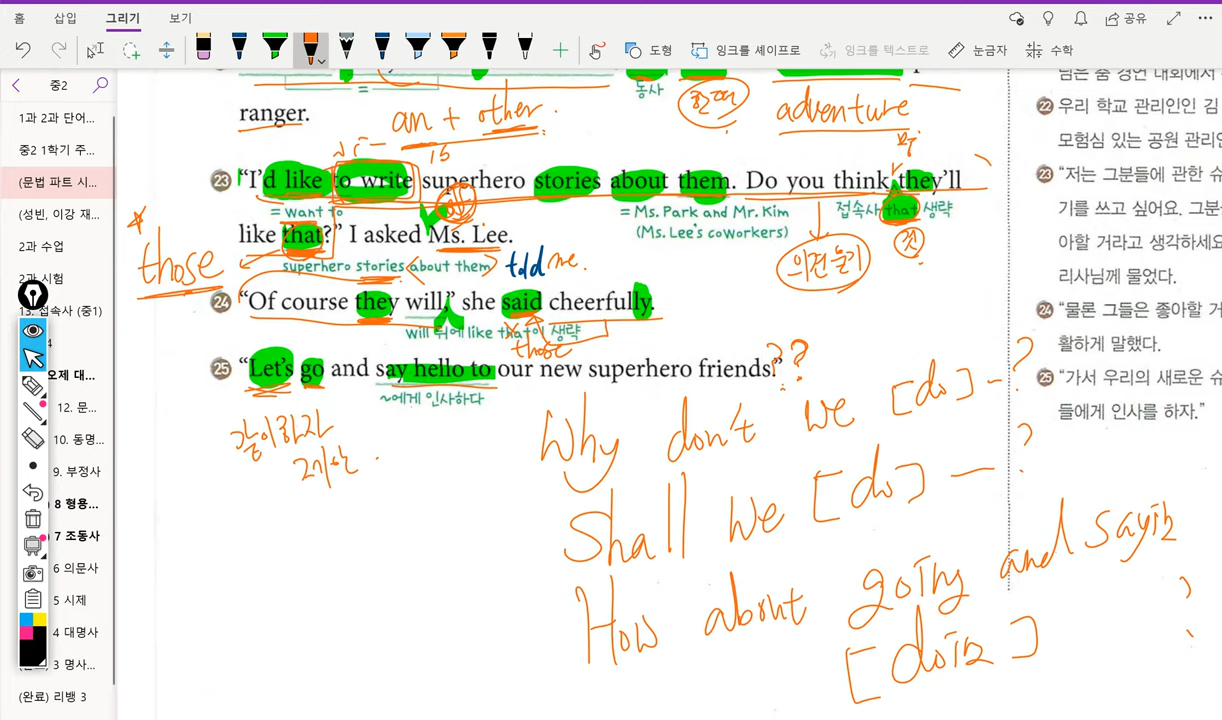 홈 삽입 그리기 보기
공유
도형 잉크를 셰이프로 잉크를 텍스트로 눈금자 수학
중2
1과 2과 단어...
중2 1학기 주...
(문법 파트 시...
(성빈, 이강 재...
2과 수업
2과 시험
13. 접속사 (중1)
오제 대...
12. 문...
10. 동명...
9. 부정사
8 형용...
7 조동사
6 의문사
5 시제
4 대명사
3 명사...
(완료) 리뱅 3
=
동사
ranger.
an + other
adventure
23 "I'd like to write superhero stories about them. Do you think they'll
= want to
= Ms. Park and Mr. Kim
(Ms. Lee's coworkers)
접속사 that 생략
like that?" I asked Ms. Lee.
those
superhero stories about them
told me.
의견 묻기
24 "Of course they will," she said cheerfully.
will 뒤에 like that이 생략
those
25 "Let's go and say hello to our new superhero friends."
??
~에게 인사하다
같이하자
Why don't we [do] – ?
Shall we [do] — ?
How about going and saying
[doing] ?
님은 춤 경연 대회에서
22 우리 학교 관리인인 김
모험심 있는 공원 관리인
23 "저는 그분들에 관한 슈
기를 쓰고 싶어요. 그분
아할 거라고 생각하세요
리사님께 물었다.
24 "물론 그들은 좋아할 거
활하게 말했다.
25 "가서 우리의 새로운 슈
들에게 인사를 하자."